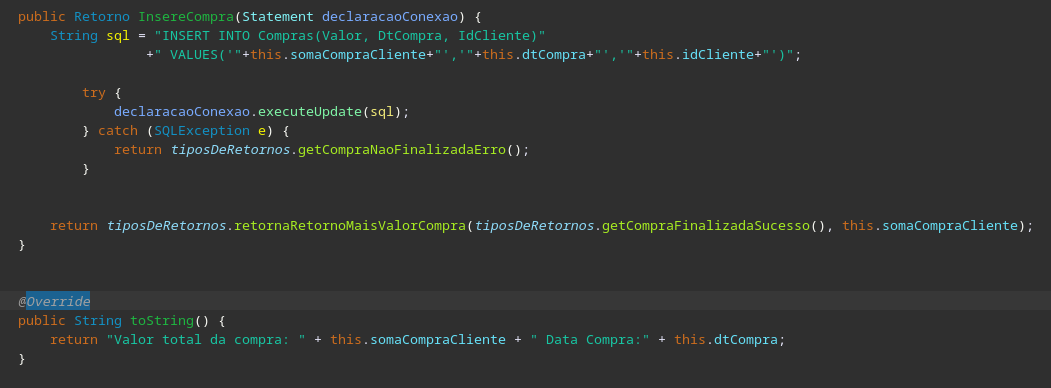 public Retorno InsereCompra(Statement declaracaoConexao) {
String sql = "INSERT INTO Compras(Valor, DtCompra, IdCliente)"
+" VALUES('"+this.somaCompraCliente+"','"+this.dtCompra+"','"+this.idCliente+"')";
try {
declaracaoConexao.executeUpdate(sql);
} catch (SQLException e) {
return tiposDeRetornos.getCompraNaoFinalizadaErro();
}
return tiposDeRetornos.retornaRetornoMaisValorCompra(tiposDeRetornos.getCompraFinalizadaSucesso(), this.somaCompraCliente);
}
@Override
public String toString() {
return "Valor total da compra: " + this.somaCompraCliente + " Data Compra:" + this.dtCompra;
}